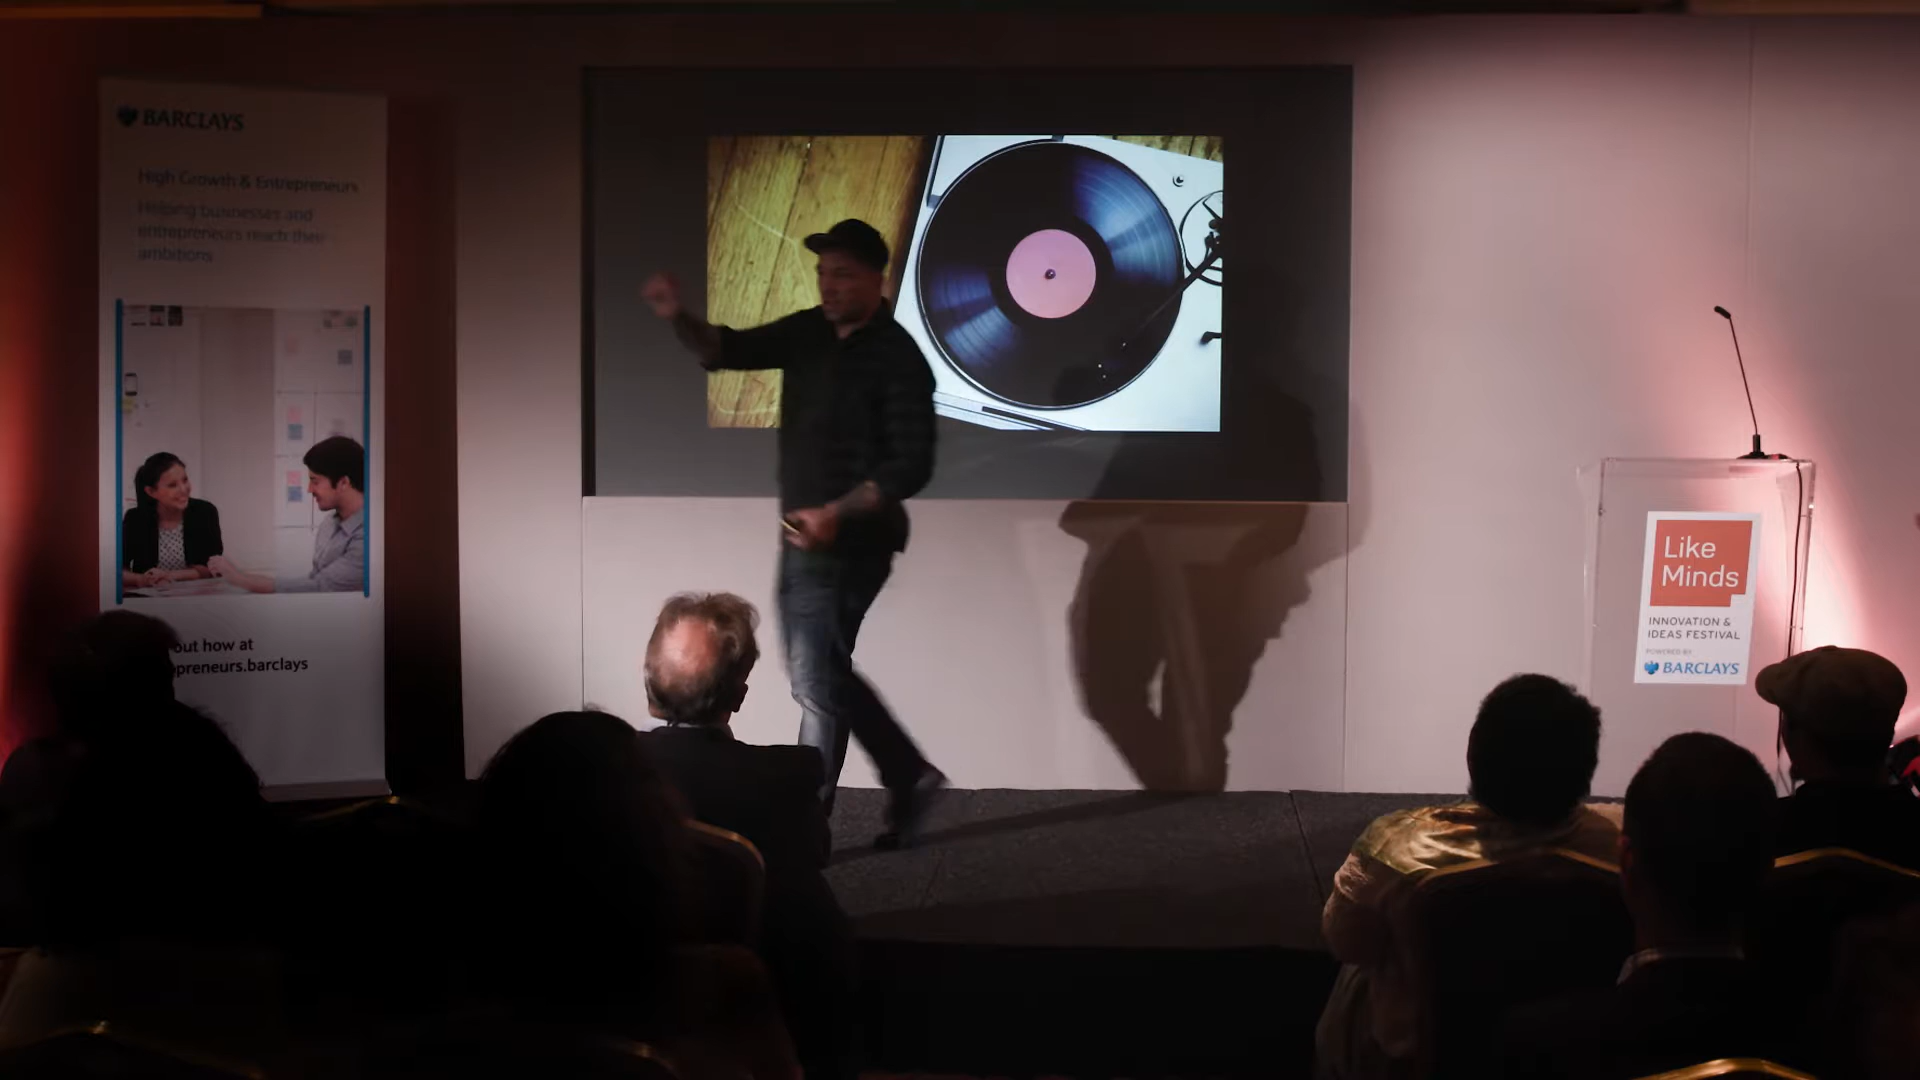 BARCLAYS
High Growth & Entrepreneurs
Helping businesses and
entrepreneurs reach their
ambitions
out how at
preneurs.barclays
Like
Minds
INNOVATION &
IDEAS FESTIVAL
POWERED BY
BARCLAYS